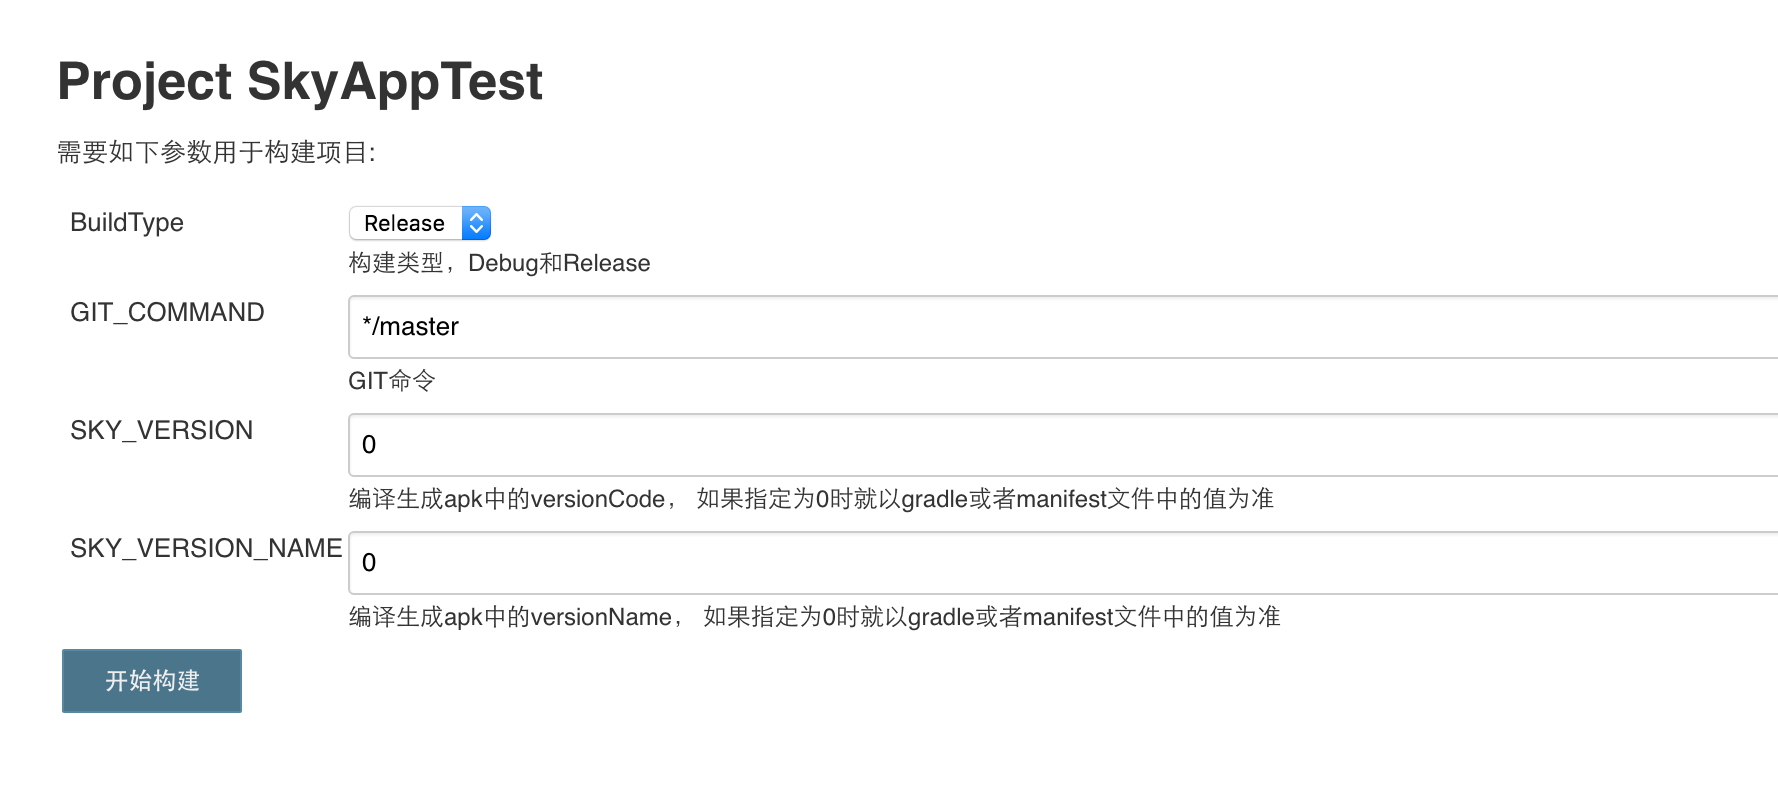 Project SkyAppTest
需要如下参数用于构建项目:
BuildType
Release
构建类型，Debug和Release
GIT_COMMAND
*/master
GIT命令
SKY_VERSION
0
编译生成apk中的versionCode， 如果指定为0时就以gradle或者manifest文件中的值为准
SKY_VERSION_NAME
0
编译生成apk中的versionName， 如果指定为0时就以gradle或者manifest文件中的值为准
开始构建